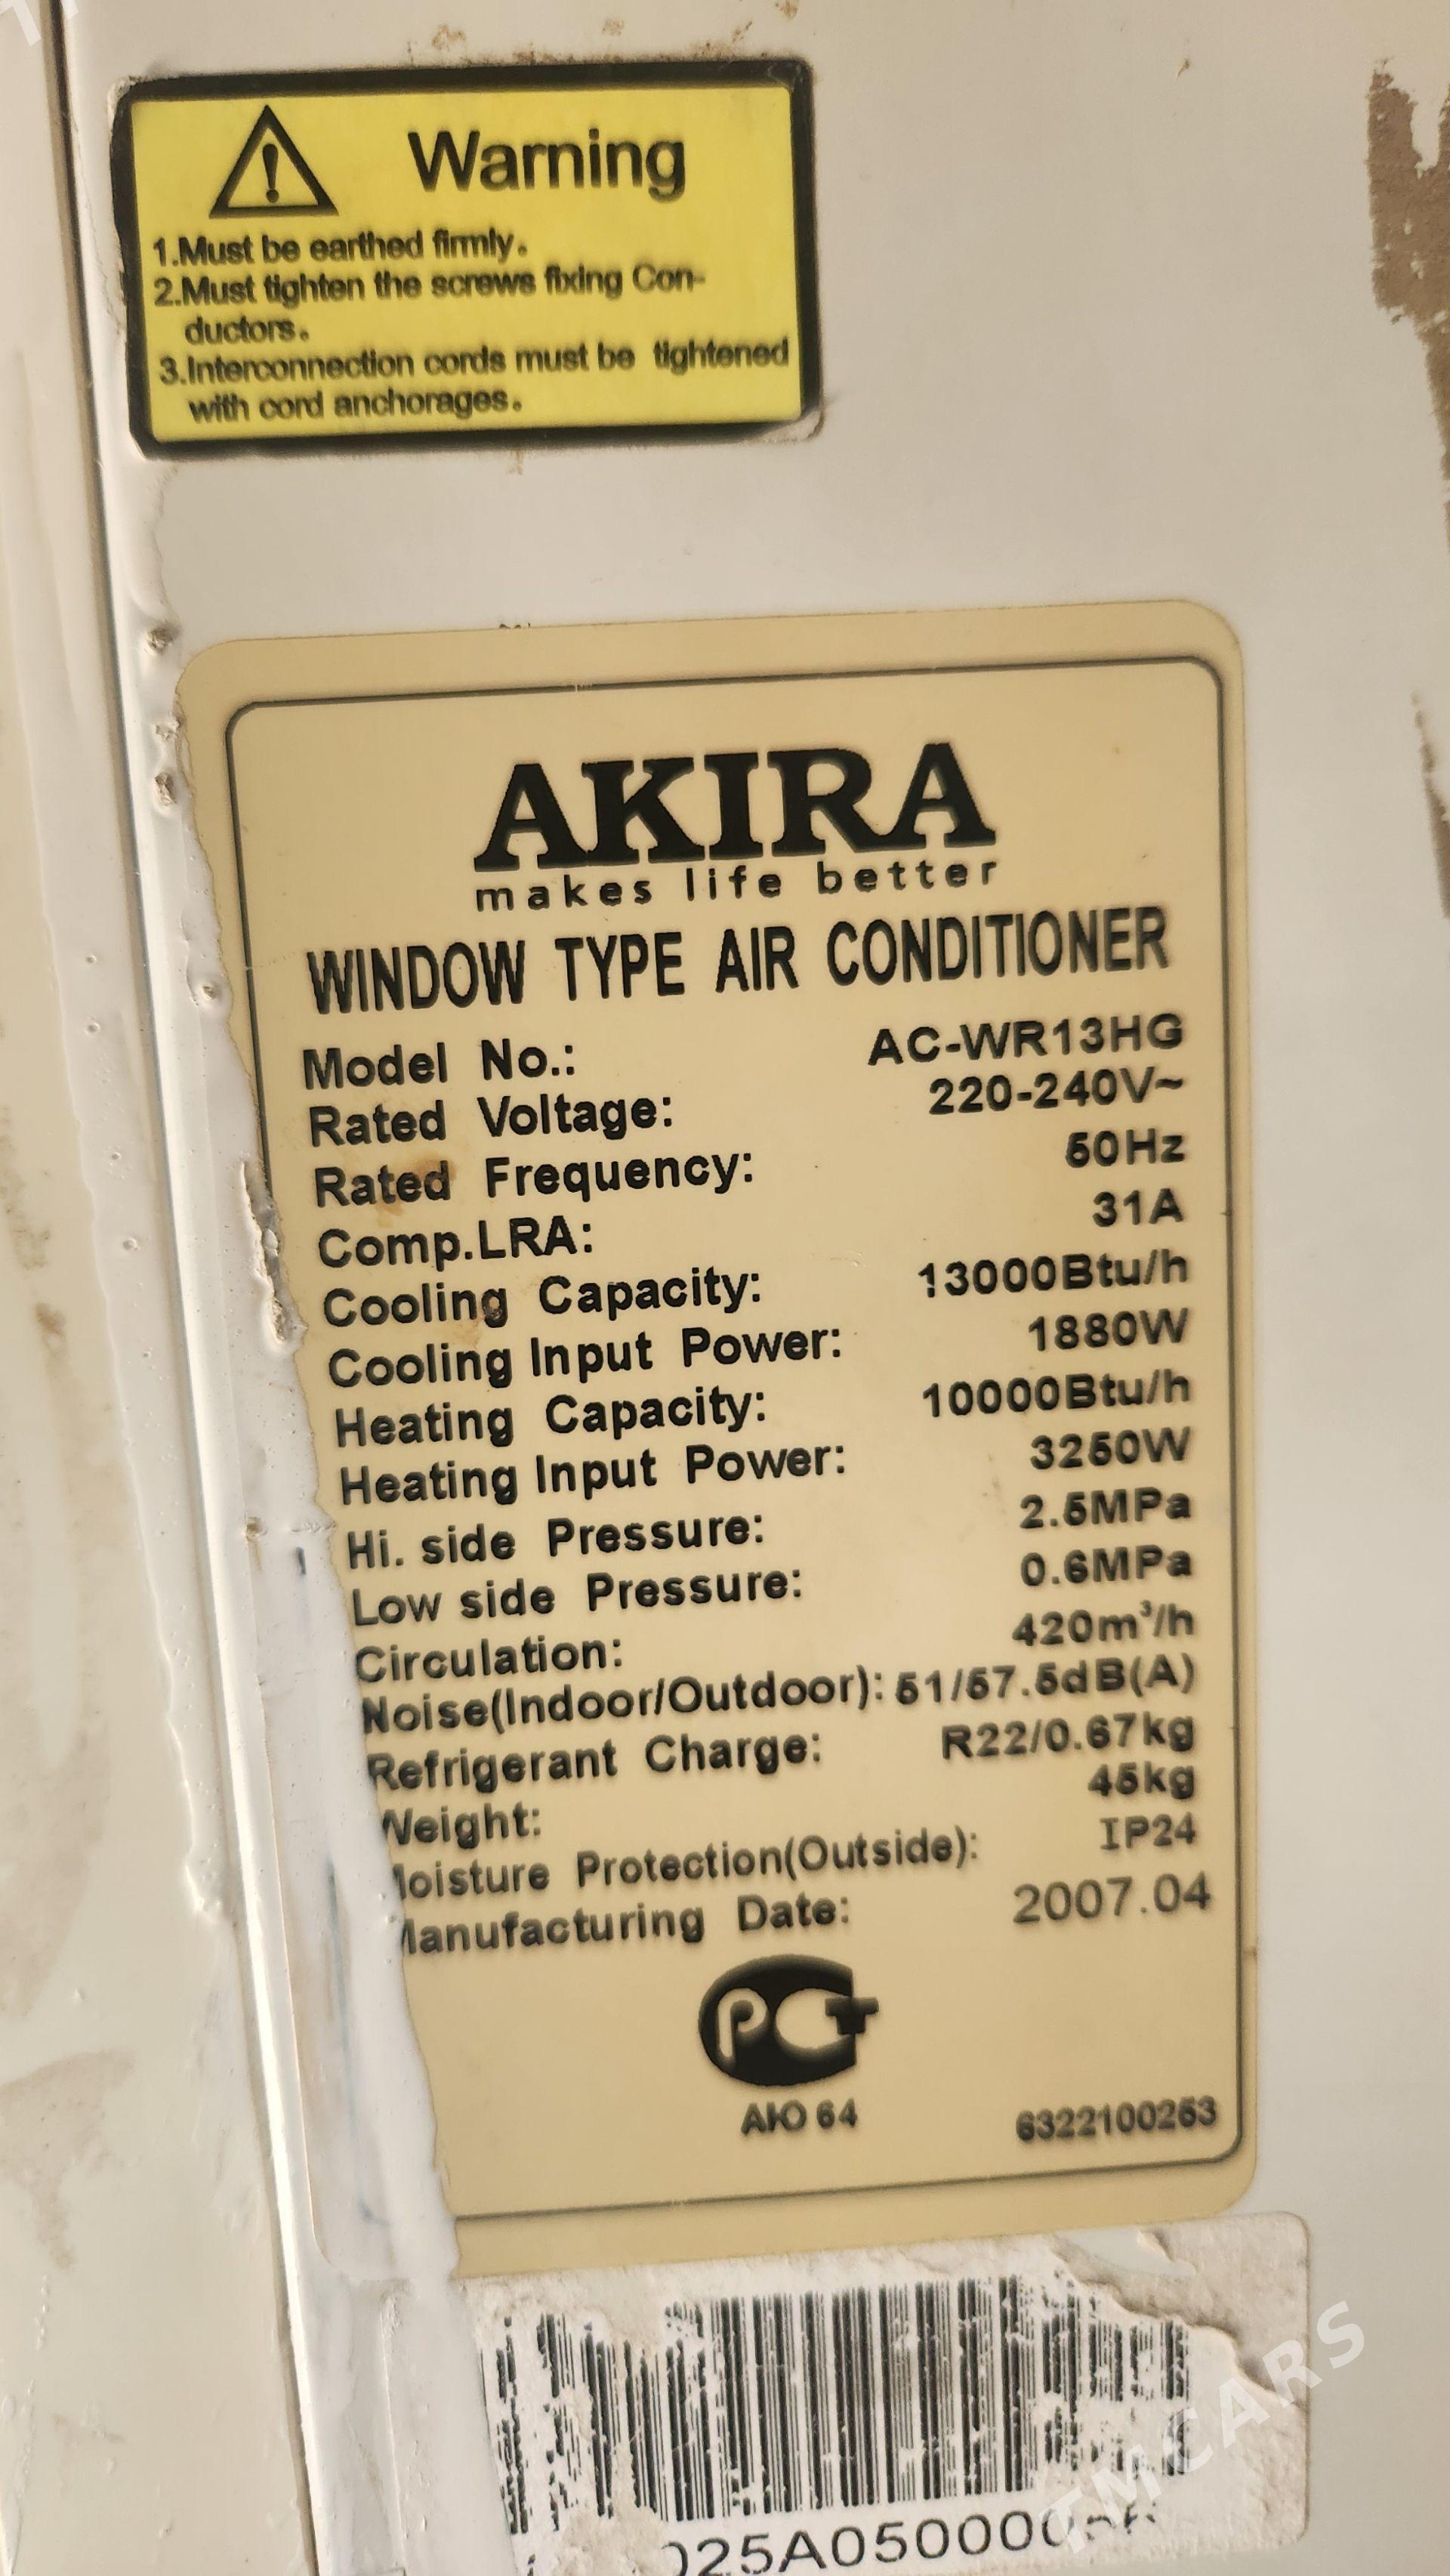 Warning
1.Must be earthed firmly.
2.Must tighten the screws fixing Con-
ductors.
3.Interconnection cords must be tightened
with cord anchorages.
AKIRA
makes life better
WINDOW TYPE AIR CONDITIONER
Model No.: AC-WR13HG
Rated Voltage: 220-240V~
Rated Frequency: 50Hz
Comp.LRA: 31A
Cooling Capacity: 13000Btu/h
Cooling Input Power: 1880W
Heating Capacity: 10000Btu/h
Heating Input Power: 3250W
Hi. side Pressure: 2.5MPa
Low side Pressure: 0.6MPa
Circulation: 420m³/h
Noise(Indoor/Outdoor): 51/57.5dB(A)
Refrigerant Charge: R22/0.67kg
Weight: 45kg
Moisture Protection(Outside): IP24
Manufacturing Date: 2007.04
РСТ
АЮ 64
6322100253
TMCARS